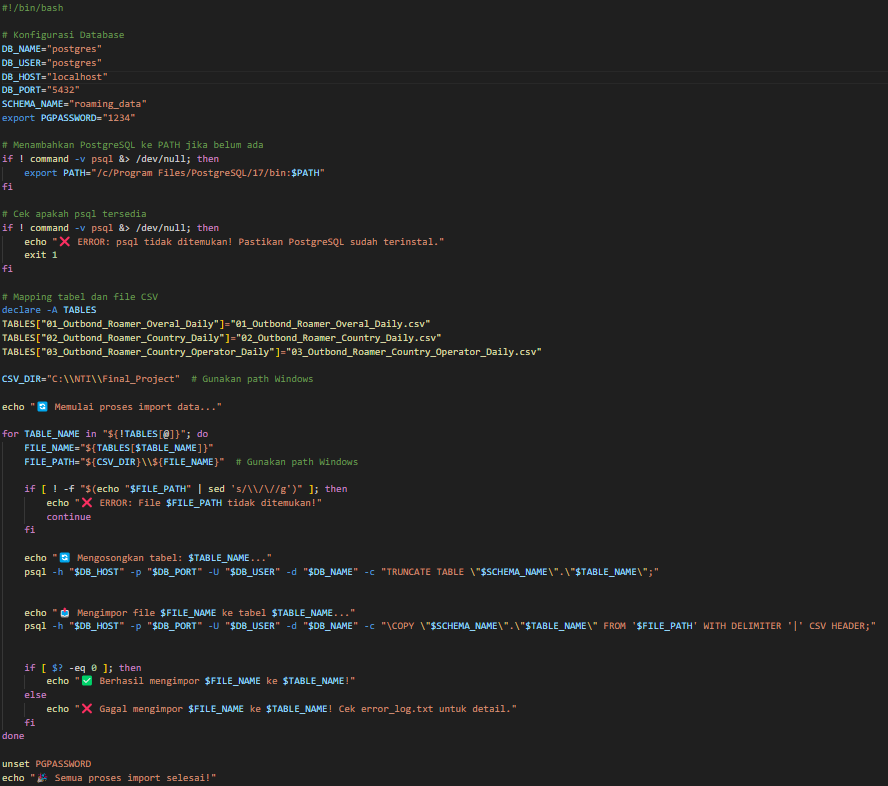 #!/bin/bash
# Konfigurasi Database
DB_NAME="postgres"
DB_USER="postgres"
DB_HOST="localhost"
DB_PORT="5432"
SCHEMA_NAME="roaming_data"
export PGPASSWORD="1234"
# Menambahkan PostgreSQL ke PATH jika belum ada
if ! command -v psql &> /dev/null; then
    export PATH="/c/Program Files/PostgreSQL/17/bin:$PATH"
fi
# Cek apakah psql tersedia
if ! command -v psql &> /dev/null; then
    echo "❌ ERROR: psql tidak ditemukan! Pastikan PostgreSQL sudah terinstal."
    exit 1
fi
# Mapping tabel dan file CSV
declare -A TABLES
TABLES["01_Outbond_Roamer_Overal_Daily"]="01_Outbond_Roamer_Overal_Daily.csv"
TABLES["02_Outbond_Roamer_Country_Daily"]="02_Outbond_Roamer_Country_Daily.csv"
TABLES["03_Outbond_Roamer_Country_Operator_Daily"]="03_Outbond_Roamer_Country_Operator_Daily.csv"
CSV_DIR="C:\\NTI\\Final_Project"  # Gunakan path Windows
echo "🔄 Memulai proses import data..."
for TABLE_NAME in "${!TABLES[@]}"; do
    FILE_NAME="${TABLES[$TABLE_NAME]}"
    FILE_PATH="${CSV_DIR}\\${FILE_NAME}"  # Gunakan path Windows
    if [ ! -f "$(echo "$FILE_PATH" | sed 's/\\/\//g')" ]; then
        echo "❌ ERROR: File $FILE_PATH tidak ditemukan!"
        continue
    fi
    echo "🔄 Mengosongkan tabel: $TABLE_NAME..."
    psql -h "$DB_HOST" -p "$DB_PORT" -U "$DB_USER" -d "$DB_NAME" -c "TRUNCATE TABLE \"$SCHEMA_NAME\".\"$TABLE_NAME\";"
    echo "📥 Mengimpor file $FILE_NAME ke tabel $TABLE_NAME..."
    psql -h "$DB_HOST" -p "$DB_PORT" -U "$DB_USER" -d "$DB_NAME" -c "\COPY \"$SCHEMA_NAME\".\"$TABLE_NAME\" FROM '$FILE_PATH' WITH DELIMITER '|' CSV HEADER;"
    if [ $? -eq 0 ]; then
        echo "✅ Berhasil mengimpor $FILE_NAME ke $TABLE_NAME!"
    else
        echo "❌ Gagal mengimpor $FILE_NAME ke $TABLE_NAME! Cek error_log.txt untuk detail."
    fi
done
unset PGPASSWORD
echo "🎉 Semua proses import selesai!"